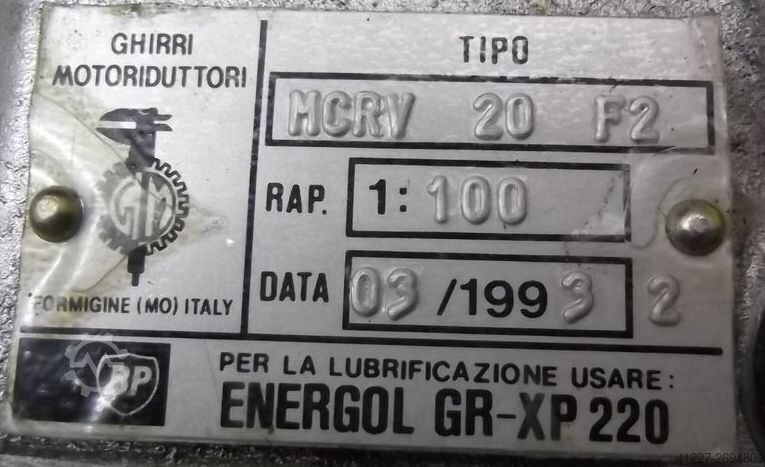 GHIRRI
MOTORIDUTTORI
GM
FORMIGINE (MO) ITALY
TIPO
MCRV 20 F2
RAP. 1: 100
DATA 03 /1993 2
BP
PER LA LUBRIFICAZIONE USARE:
ENERGOL GR-XP 220
41227-2694803